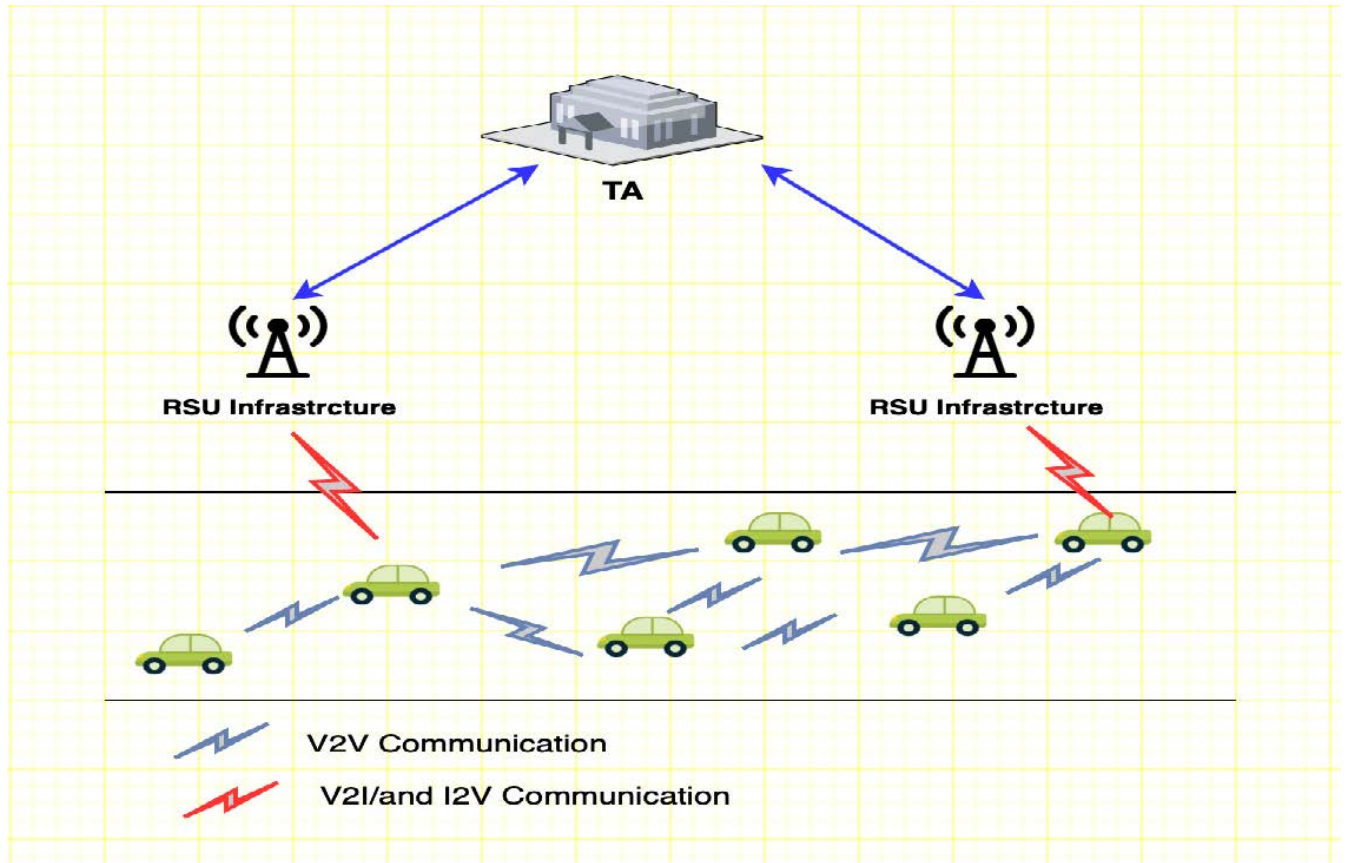 TA
RSU Infrastrcture
RSU Infrastrcture
V2V Communication
V2I/and I2V Communication